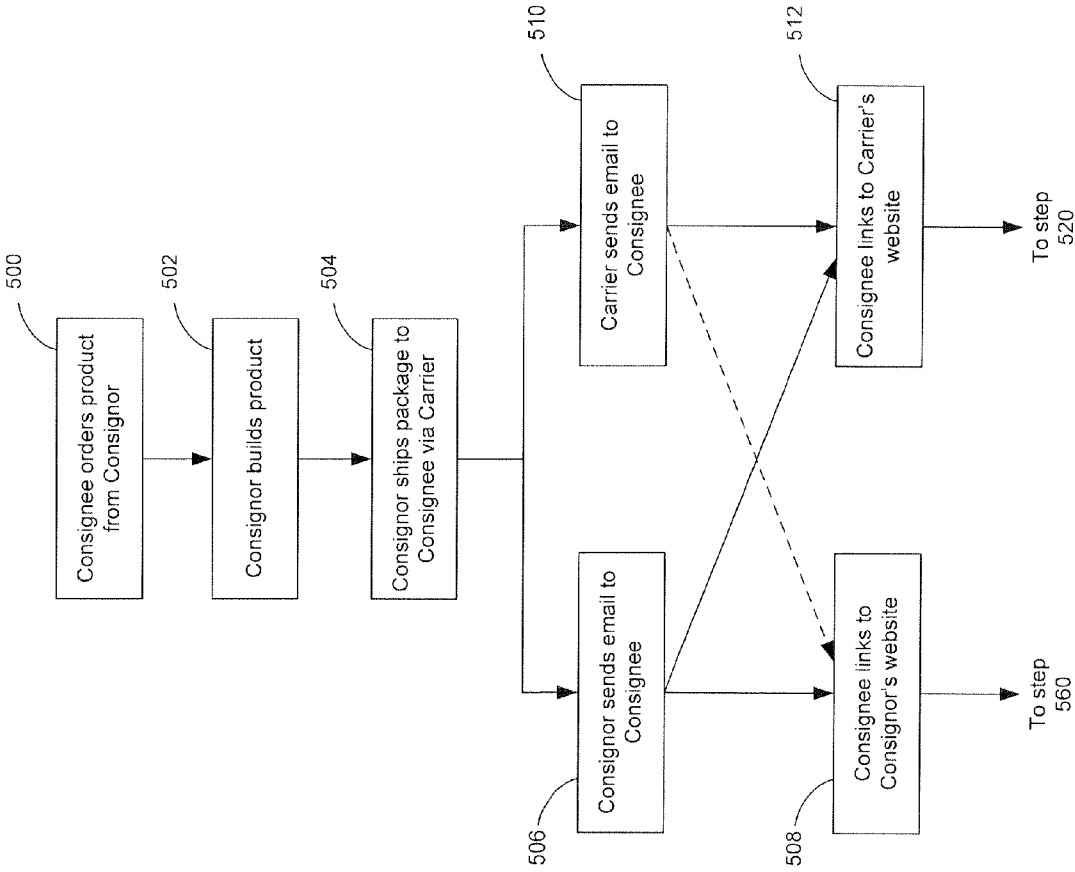 500
Consignee orders product
from Consignor
502
Consignor builds product
504
Consignor ships package to
Consignee via Carrier
506
Consignor sends email to
Consignee
510
Carrier sends email to
Consignee
508
Consignee links to
Consignor's website
512
Consignee links to Carrier's
website
To step
560
To step
520